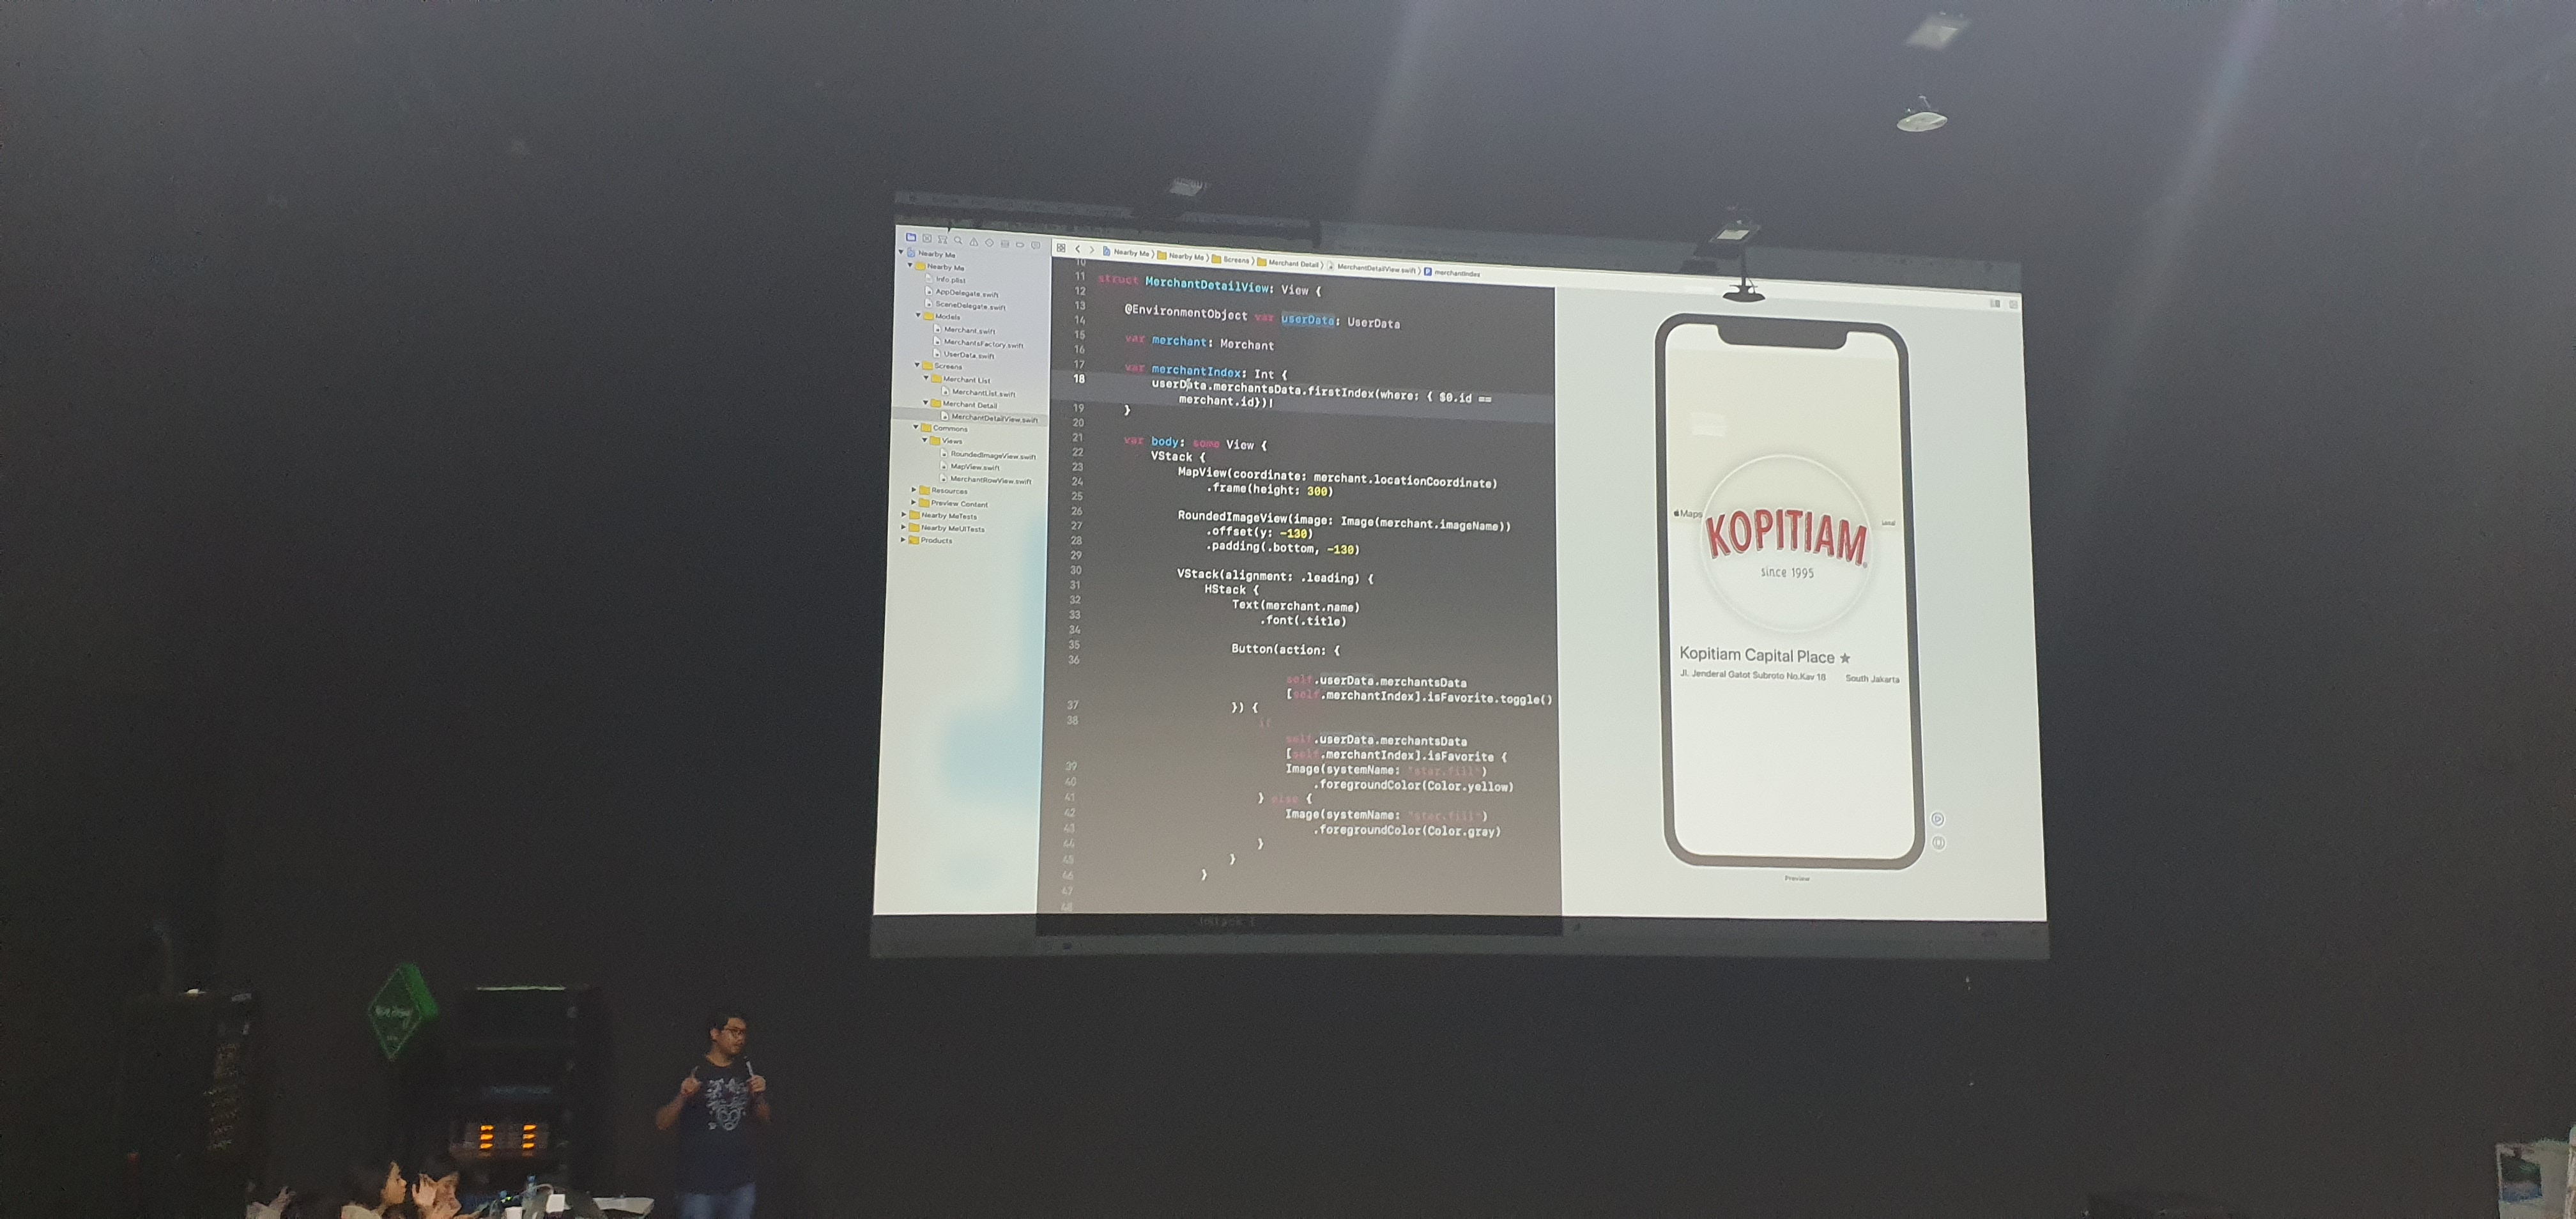 Nearby Me
Nearby Me
Info.plist
AppDelegate.swift
SceneDelegate.swift
Models
Merchant.swift
MerchantsFactory.swift
UserData.swift
Screens
Merchant List
MerchantList.swift
Merchant Detail
MerchantDetailView.swift
Commons
Views
RoundedImageView.swift
MapView.swift
MerchantRowView.swift
Resources
Preview Content
Nearby MeTests
Nearby MeUITests
Products
Nearby Me Nearby Me Screens Merchant Detail MerchantDetailView.swift merchantIndex
10
11 struct MerchantDetailView: View {
12
13 @EnvironmentObject var userData: UserData
14
15 var merchant: Merchant
16
17 var merchantIndex: Int {
18 userData.merchantsData.firstIndex(where: { $0.id ==
merchant.id})!
19 }
20
21 var body: some View {
22 VStack {
23 MapView(coordinate: merchant.locationCoordinate)
24 .frame(height: 300)
25
26 RoundedImageView(image: Image(merchant.imageName))
27 .offset(y: -130)
28 .padding(.bottom, -130)
29
30 VStack(alignment: .leading) {
31 HStack {
32 Text(merchant.name)
33 .font(.title)
34
35 Button(action: {
36
self.userData.merchantsData
[self.merchantIndex].isFavorite.toggle()
37 }) {
38 if
self.userData.merchantsData
[self.merchantIndex].isFavorite {
39 Image(systemName: "star.fill")
40 .foregroundColor(Color.yellow)
41 } else {
42 Image(systemName: "star.fill")
43 .foregroundColor(Color.gray)
44 }
45 }
46 }
47
48
Maps
Legal
KOPITIAM
since 1995
Kopitiam Capital Place ★
Jl. Jenderal Gatot Subroto No.Kav 18 South Jakarta
Preview